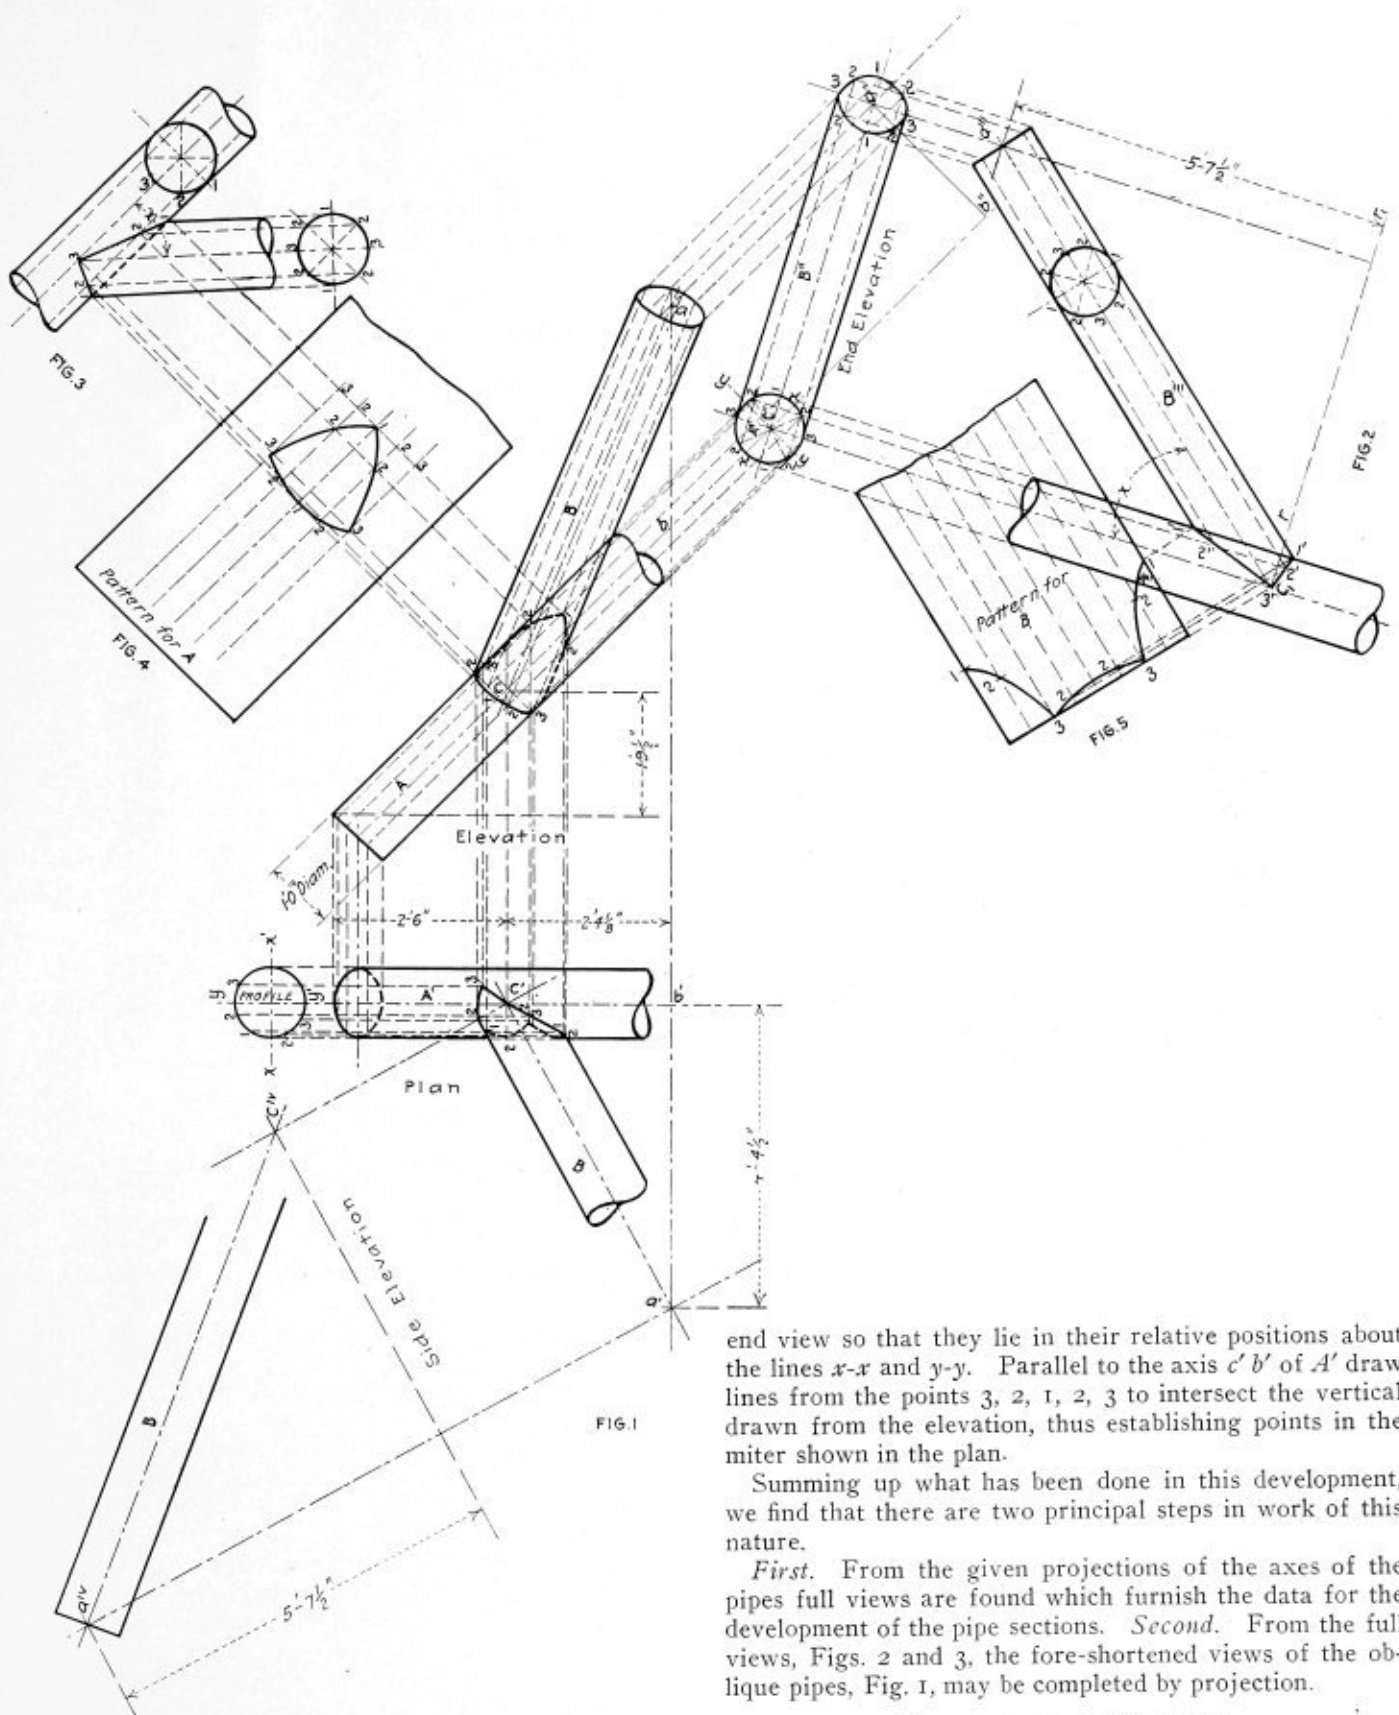 FIG.3
Pattern for A
FIG.4
B
A
Elevation
End Elevation
B"
5'-7½"
B'''
FIG.2
Pattern for
B
FIG.5
1'-0" Diam.
2'-6"
2'-4⅛"
PROFILE
A'
C'
Plan
B
4'-4½"
Side Elevation
B
5'-7½"
FIG.1
end view so that they lie in their relative positions about
the lines x-x and y-y. Parallel to the axis c' b' of A' draw
lines from the points 3, 2, 1, 2, 3 to intersect the vertical
drawn from the elevation, thus establishing points in the
miter shown in the plan.
Summing up what has been done in this development,
we find that there are two principal steps in work of this
nature.
First. From the given projections of the axes of the
pipes full views are found which furnish the data for the
development of the pipe sections. Second. From the full
views, Figs. 2 and 3, the fore-shortened views of the ob-
lique pipes, Fig. 1, may be completed by projection.